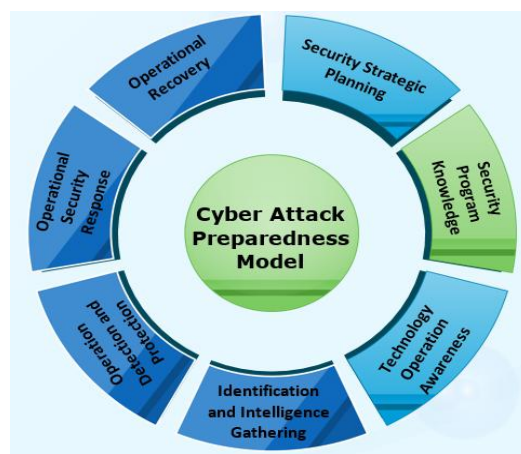 Cyber Attack
Preparedness
Model
Security Strategic
Planning
Security
Program
Knowledge
Technology
Operation
Awareness
Identification
and Intelligence
Gathering
Operation
Detection and
Protection
Operational
Security
Response
Operational
Recovery